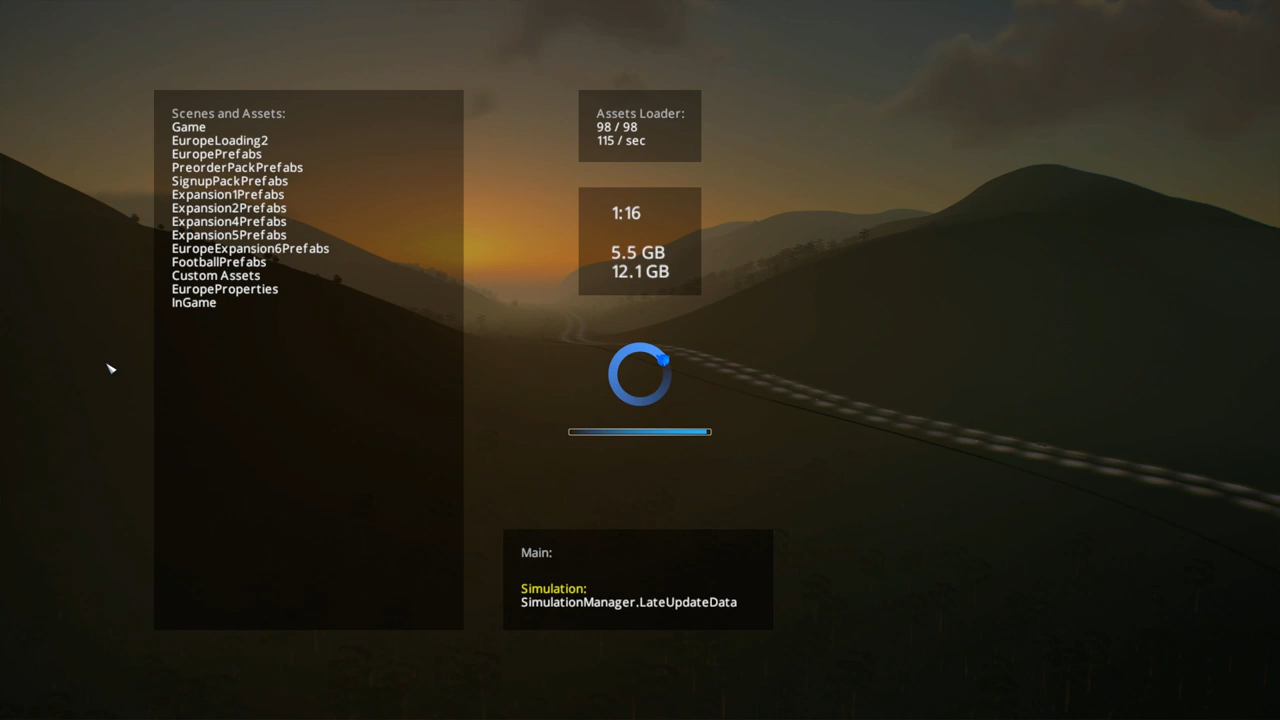 Scenes and Assets:
Game
EuropeLoading2
EuropePrefabs
PreorderPackPrefabs
SignupPackPrefabs
Expansion1Prefabs
Expansion2Prefabs
Expansion4Prefabs
Expansion5Prefabs
EuropeExpansion6Prefabs
FootballPrefabs
Custom Assets
EuropeProperties
InGame
Assets Loader:
98 / 98
115 / sec
1:16
5.5 GB
12.1 GB
Main:
Simulation:
SimulationManager.LateUpdateData